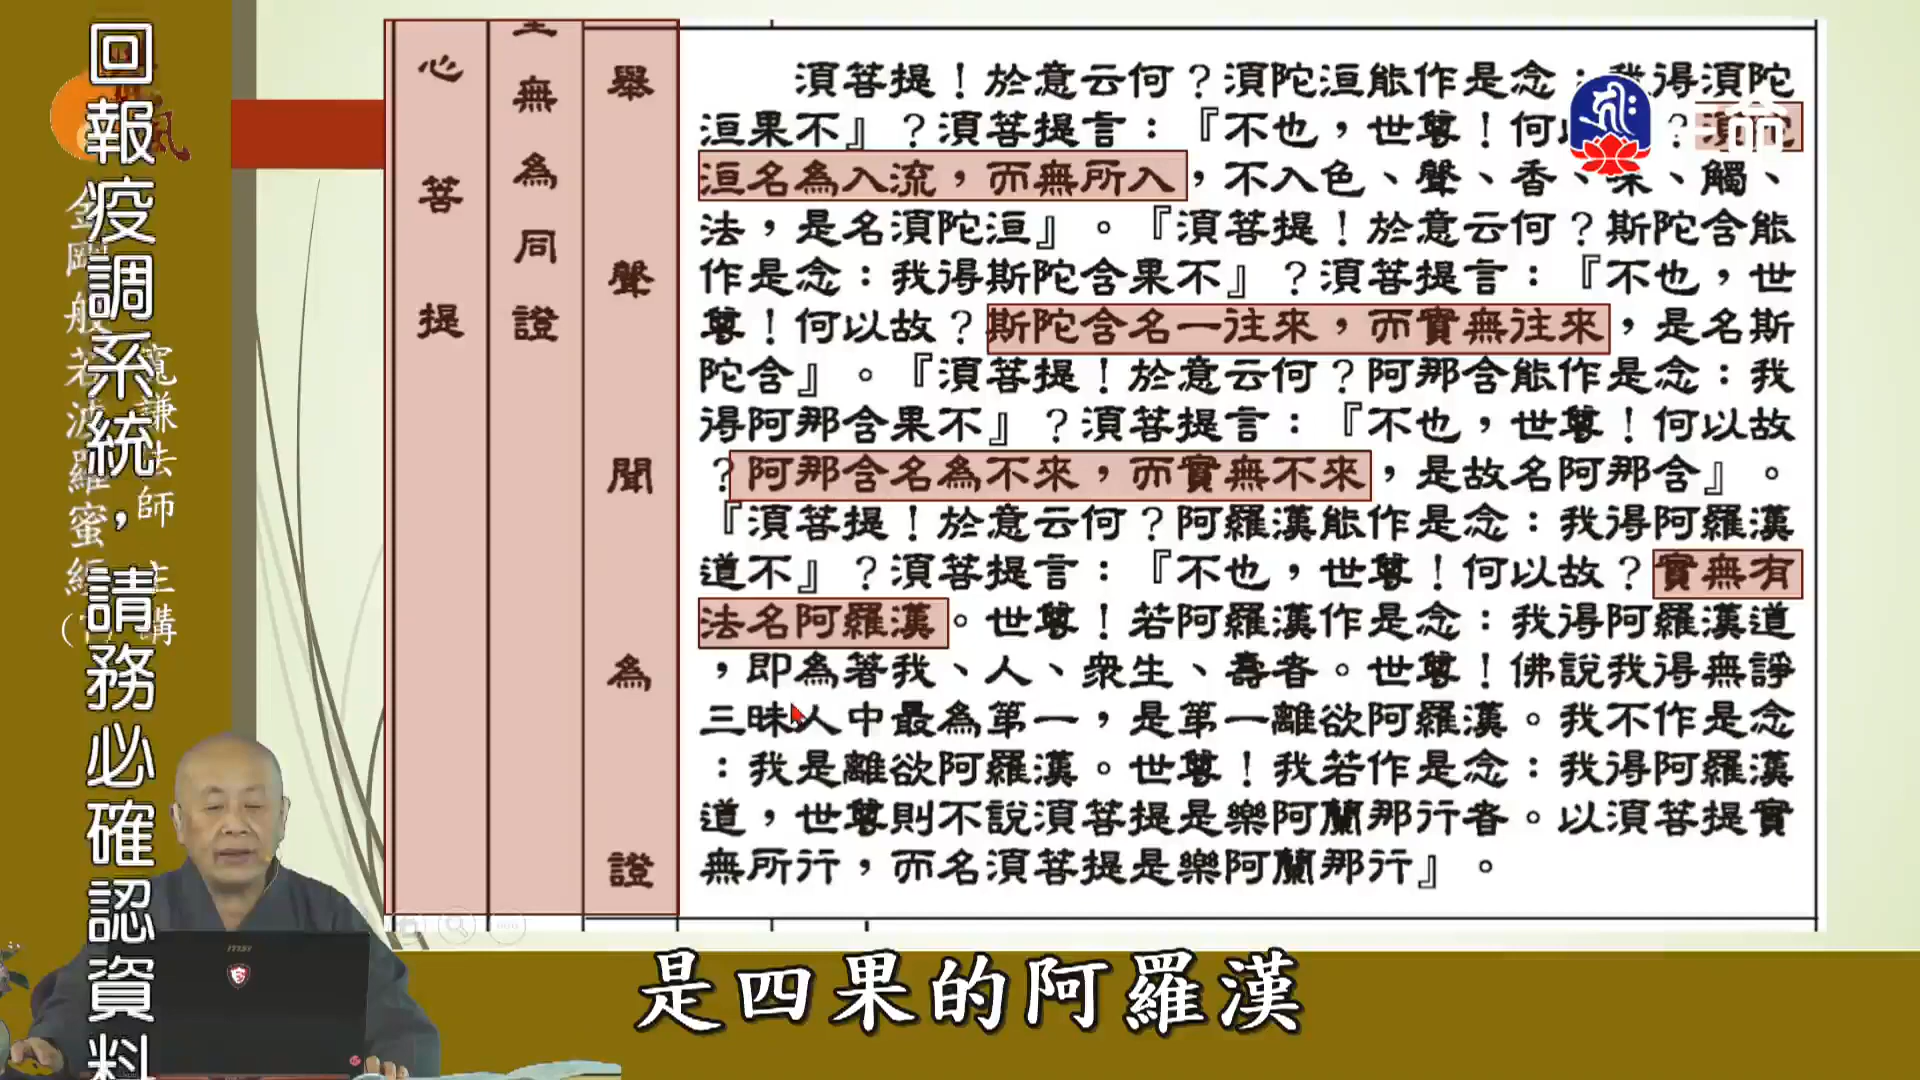 回報疫調系統，請務必確認資料
金剛般若波羅蜜經
寬謙法師 主講
心菩提
無為同證
舉聲聞為證
須菩提！於意云何？須陀洹能作是念：我得須陀
洹果不』？須菩提言：『不也，世尊！何以
洹名為入流，而無所入，不入色、聲、香、味、觸、
法，是名須陀洹』。『須菩提！於意云何？斯陀含能
作是念：我得斯陀含果不』？須菩提言：『不也，世
尊！何以故？斯陀含名一往來，而實無往來，是名斯
陀含』。『須菩提！於意云何？阿那含能作是念：我
得阿那含果不』？須菩提言：『不也，世尊！何以故
？阿那含名為不來，而實無不來，是故名阿那含』。
『須菩提！於意云何？阿羅漢能作是念：我得阿羅漢
道不』？須菩提言：『不也，世尊！何以故？實無有
法名阿羅漢。世尊！若阿羅漢作是念：我得阿羅漢道
，即為著我、人、衆生、壽者。世尊！佛說我得無諍
三昧人中最為第一，是第一離欲阿羅漢。我不作是念
：我是離欲阿羅漢。世尊！我若作是念：我得阿羅漢
道，世尊則不說須菩提是樂阿蘭那行者。以須菩提實
無所行，而名須菩提是樂阿蘭那行』。
是四果的阿羅漢
msi